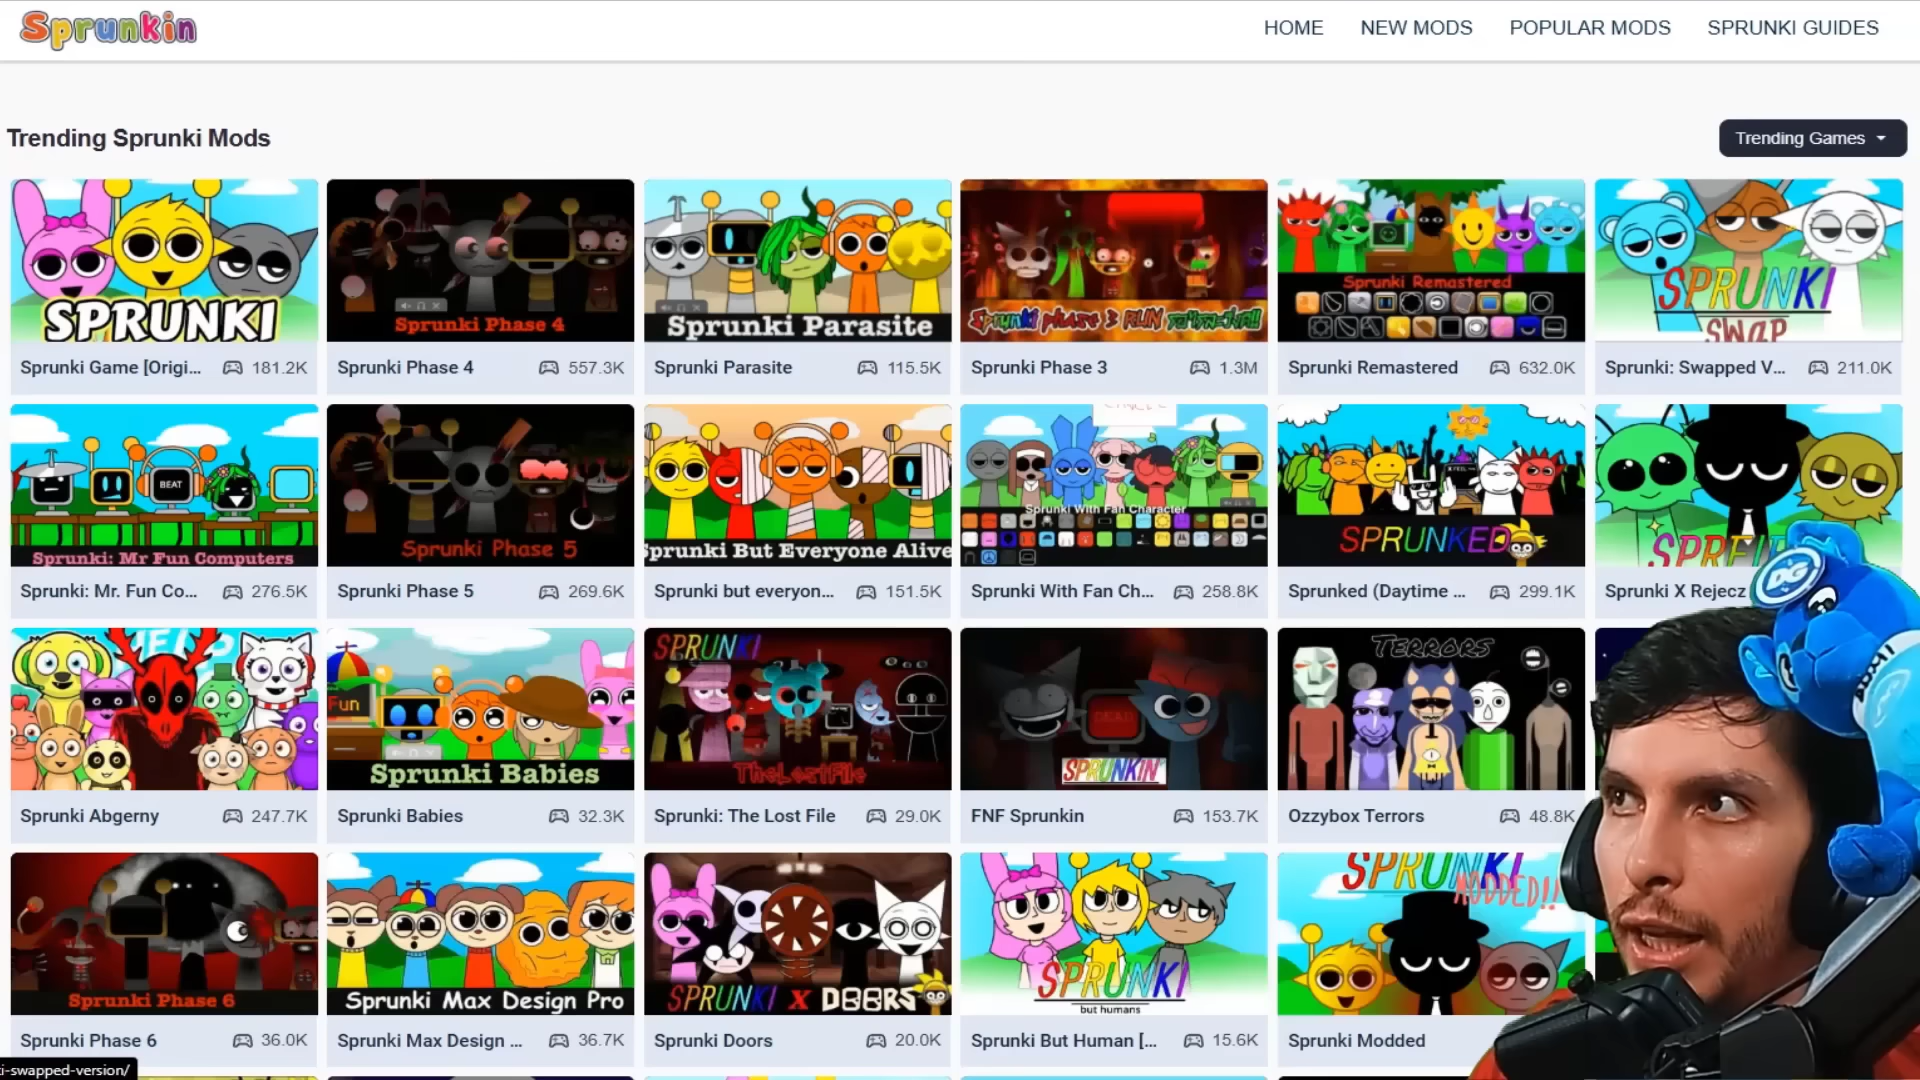 Sprunkin
HOME
NEW MODS
POPULAR MODS
SPRUNKI GUIDES
Trending Sprunki Mods
Trending Games
SPRUNKI
Sprunki Phase 4
Sprunki Parasite
Sprunki phase 3 RUN
Sprunki Remastered
SPRUNKI
SWAP
Sprunki Game [Origi... 181.2K
Sprunki Phase 4 557.3K
Sprunki Parasite 115.5K
Sprunki Phase 3 1.3M
Sprunki Remastered 632.0K
Sprunki: Swapped V... 211.0K
BEAT
Sprunki: Mr Fun Computers
Sprunki Phase 5
Sprunki But Everyone Alive
Sprunki With Fan Character
SPRUNKED
DG
Sprunki: Mr. Fun Co... 276.5K
Sprunki Phase 5 269.6K
Sprunki but everyon... 151.5K
Sprunki With Fan Ch... 258.8K
Sprunked (Daytime ... 299.1K
Sprunki X Rejecz
HELP
Fun
Sprunki Babies
SPRUNKI
TheLostFile
DEAD
SPRUNKIN
TERRORS
Sprunki Abgerny 247.7K
Sprunki Babies 32.3K
Sprunki: The Lost File 29.0K
FNF Sprunkin 153.7K
Ozzybox Terrors 48.8K
Sprunki Phase 6
Sprunki Max Design Pro
SPRUNKI X DOORS
SPRUNKI
but humans
SPRUNKI
MODDED!!
Sprunki Phase 6 36.0K
Sprunki Max Design ... 36.7K
Sprunki Doors 20.0K
Sprunki But Human [... 15.6K
Sprunki Modded
i-swapped-version/